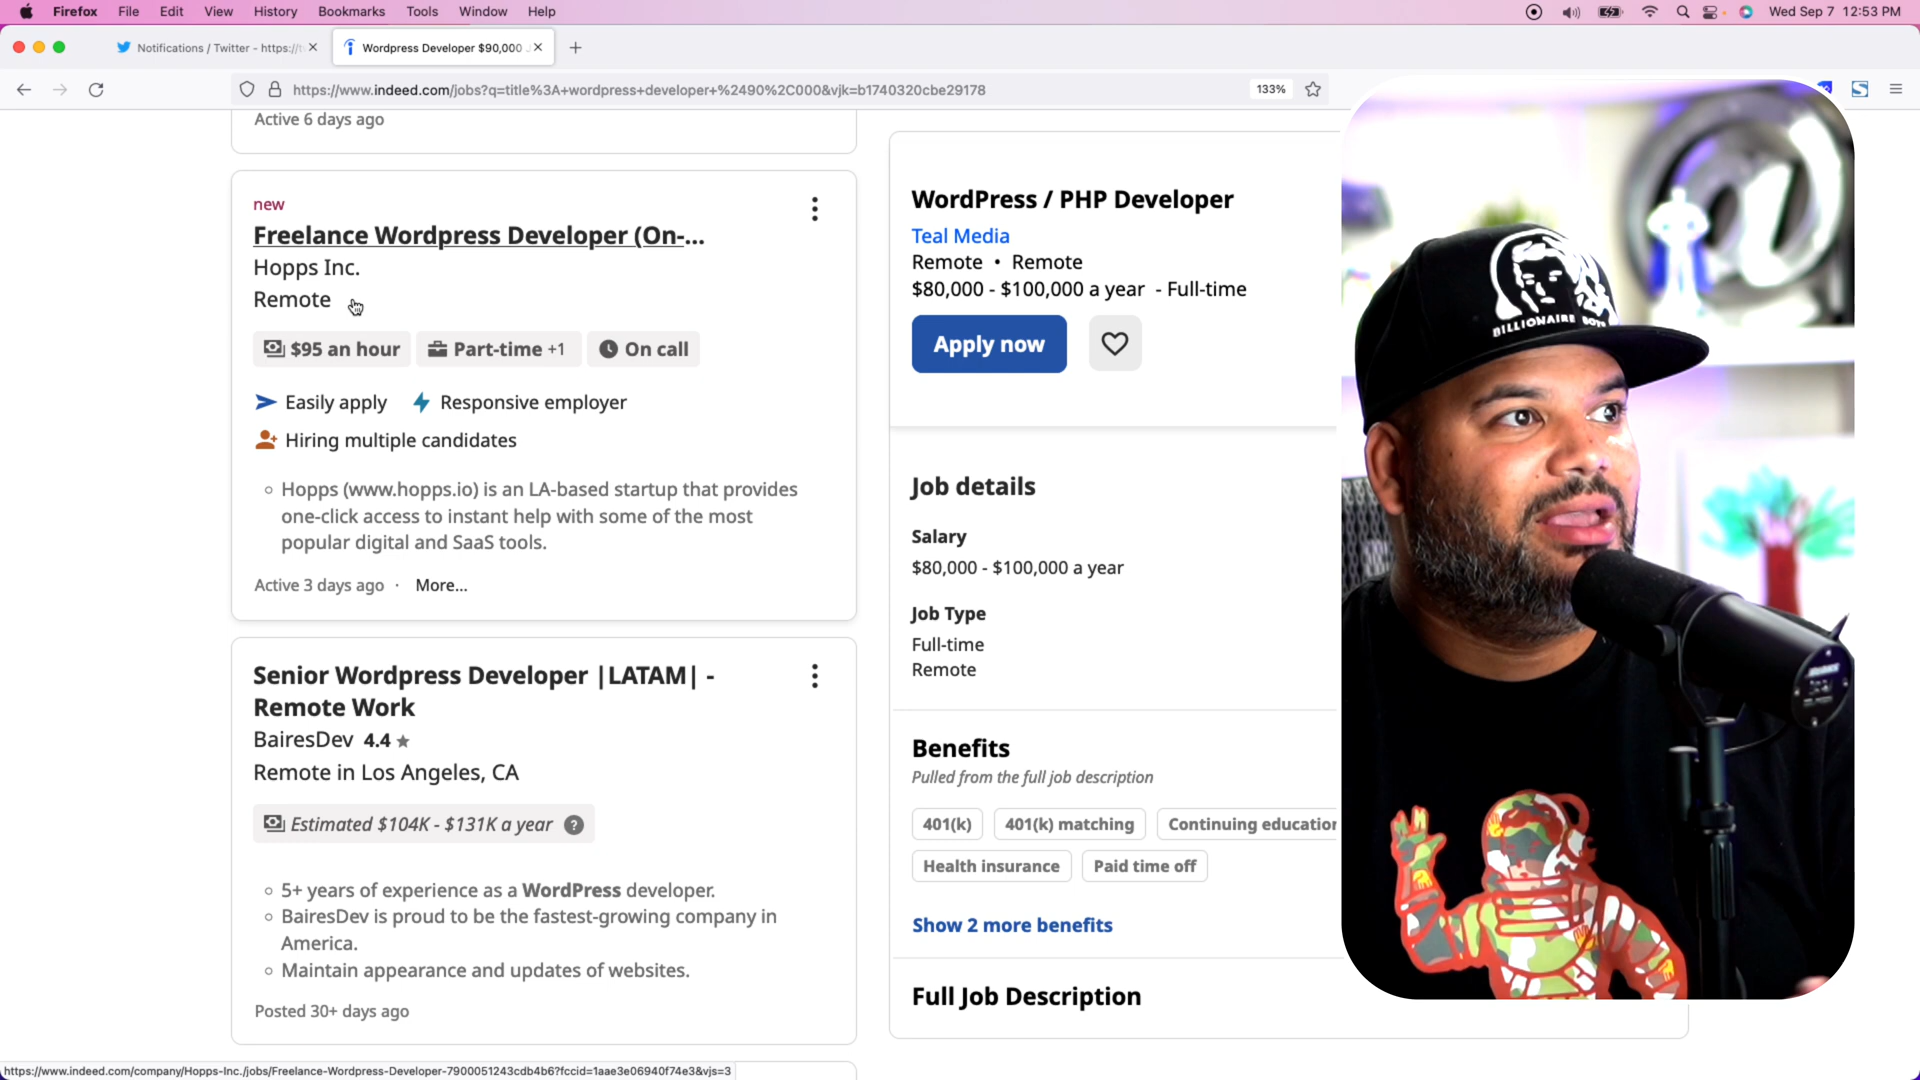 Firefox File Edit View History Bookmarks Tools Window Help Wed Sep 7 12:53 PM
Notifications / Twitter - https://t
Wordpress Developer $90,000
https://www.indeed.com/jobs?q=title%3A+wordpress+developer+%2490%2C000&vjk=b1740320cbe29178
133%
Active 6 days ago
new
Freelance Wordpress Developer (On-...
Hopps Inc.
Remote
$95 an hour Part-time +1 On call
Easily apply Responsive employer
Hiring multiple candidates
Hopps (www.hopps.io) is an LA-based startup that provides
one-click access to instant help with some of the most
popular digital and SaaS tools.
Active 3 days ago · More...
Senior Wordpress Developer |LATAM| -
Remote Work
BairesDev 4.4
Remote in Los Angeles, CA
Estimated $104K - $131K a year ?
5+ years of experience as a WordPress developer.
BairesDev is proud to be the fastest-growing company in
America.
Maintain appearance and updates of websites.
Posted 30+ days ago
WordPress / PHP Developer
Teal Media
Remote • Remote
$80,000 - $100,000 a year - Full-time
Apply now
Job details
Salary
$80,000 - $100,000 a year
Job Type
Full-time
Remote
Benefits
Pulled from the full job description
401(k) 401(k) matching Continuing education
Health insurance Paid time off
Show 2 more benefits
Full Job Description
BILLIONAIRE BOYS
https://www.indeed.com/company/Hopps-Inc./jobs/Freelance-Wordpress-Developer-7900051243cdb4b6?fccid=1aae3e06940f74e3&vjs=3